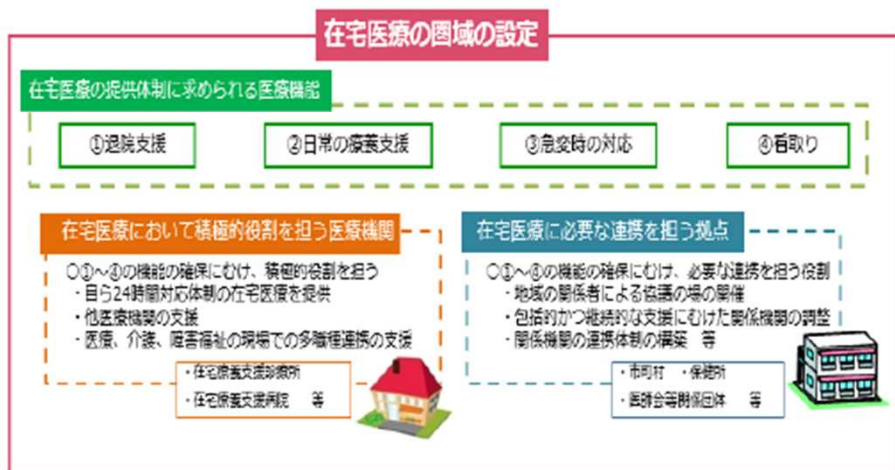 在宅医療の圏域の設定
在宅医療の提供体制に求められる医療機能
①退院支援
②日常の療養支援
③急変時の対応
④看取り
在宅医療において積極的役割を担う医療機関
○①～④の機能の確保にむけ、積極的役割を担う
・自ら24時間対応体制の在宅医療を提供
・他医療機関の支援
・医療、介護、障害福祉の現場での多職種連携の支援
・在宅療養支援診療所
・在宅療養支援病院　等
在宅医療に必要な連携を担う拠点
○①～④の機能の確保にむけ、必要な連携を担う役割
・地域の関係者による協議の場の開催
・包括的かつ継続的な支援にむけた関係機関の調整
・関係機関の連携体制の構築　等
・市町村　・保健所
・医師会等関係団体　等